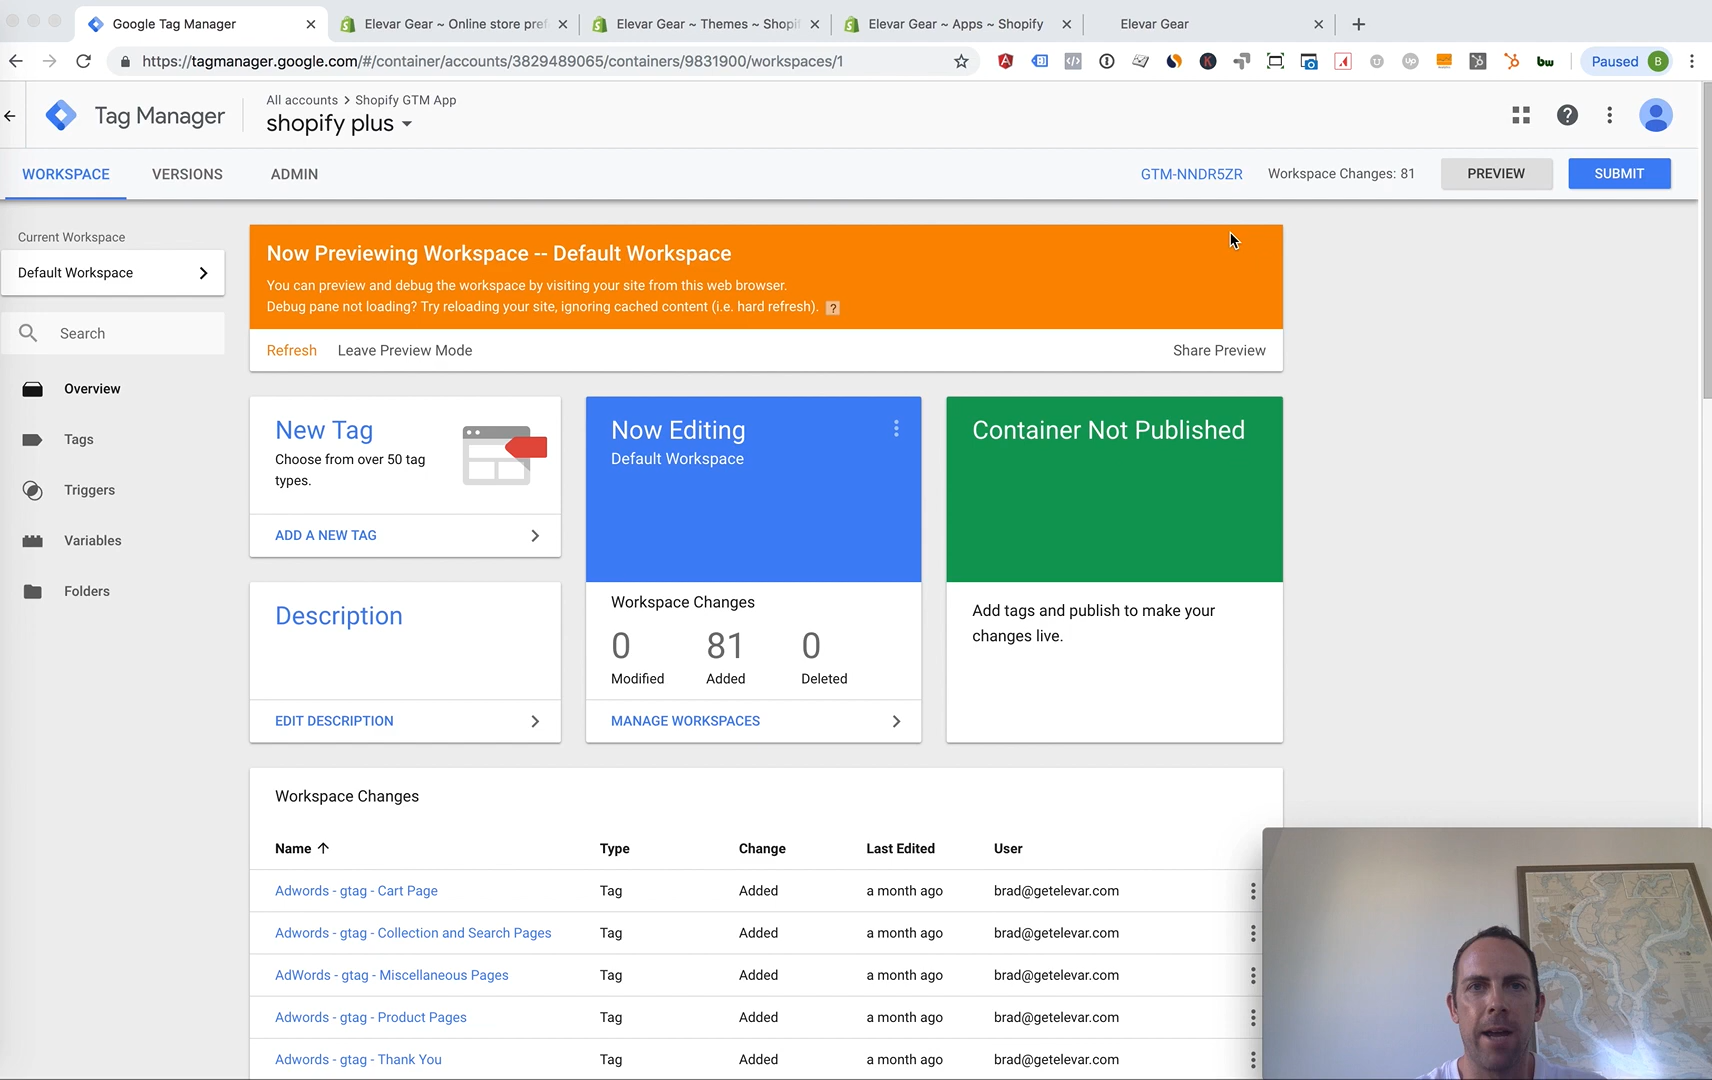 Google Tag Manager
Elevar Gear ~ Online store pref
Elevar Gear ~ Themes ~ Shopif
Elevar Gear ~ Apps ~ Shopify
Elevar Gear
https://tagmanager.google.com/#/container/accounts/3829489065/containers/9831900/workspaces/1
Up
bw
Paused
B
Tag Manager
All accounts > Shopify GTM App
shopify plus
WORKSPACE
VERSIONS
ADMIN
GTM-NNDR5ZR
Workspace Changes: 81
PREVIEW
SUBMIT
Current Workspace
Default Workspace
Search
Overview
Tags
Triggers
Variables
Folders
Now Previewing Workspace -- Default Workspace
You can preview and debug the workspace by visiting your site from this web browser.
Debug pane not loading? Try reloading your site, ignoring cached content (i.e. hard refresh). ?
Refresh
Leave Preview Mode
Share Preview
New Tag
Choose from over 50 tag
types.
ADD A NEW TAG
Description
EDIT DESCRIPTION
Now Editing
Default Workspace
Workspace Changes
0 81 0
Modified Added Deleted
MANAGE WORKSPACES
Container Not Published
Add tags and publish to make your
changes live.
Workspace Changes
Name Type Change Last Edited User
Adwords - gtag - Cart Page Tag Added a month ago brad@getelevar.com
Adwords - gtag - Collection and Search Pages Tag Added a month ago brad@getelevar.com
AdWords - gtag - Miscellaneous Pages Tag Added a month ago brad@getelevar.com
Adwords - gtag - Product Pages Tag Added a month ago brad@getelevar.com
Adwords - gtag - Thank You Tag Added a month ago brad@getelevar.com